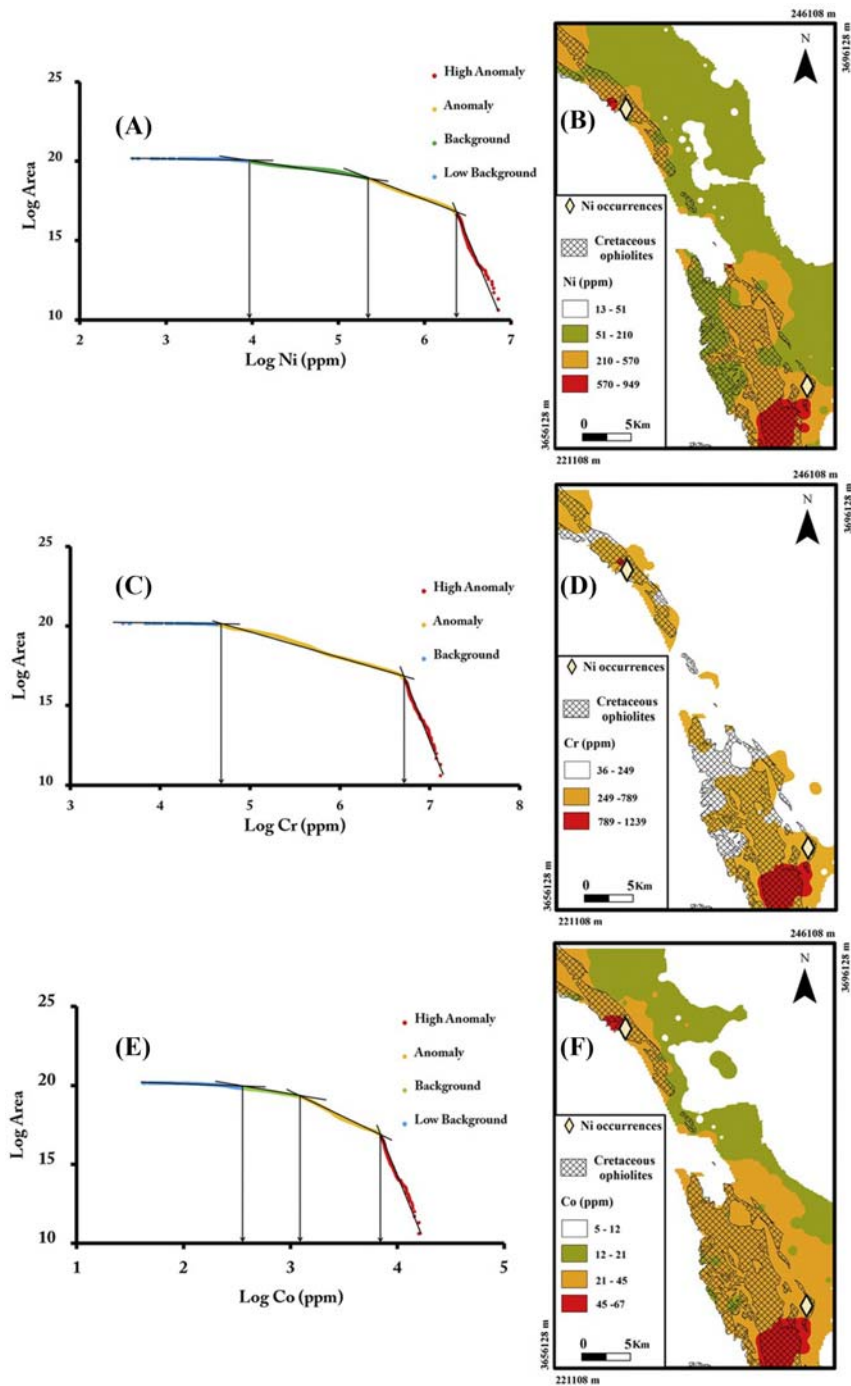 246108 m
25
High Anomaly
N
3696128 m
(A)
Anomaly
(B)
20
Background
Low Background
Log Area
15
Ni occurrences
Cretaceous
ophiolites
Ni (ppm)
13 - 51
51 - 210
210 - 570
570 - 949
10
2 3 4 5 6 7
Log Ni (ppm)
0 5Km
3656128 m
221108 m
246108 m
25
N
3696128 m
(C)
High Anomaly
(D)
20
Anomaly
Background
Log Area
15
Ni occurrences
Cretaceous
ophiolites
Cr (ppm)
36 - 249
249 -789
789 - 1239
10
3 4 5 6 7 8
Log Cr (ppm)
0 5Km
3656128 m
221108 m
246108 m
25
N
3696128 m
(E)
High Anomaly
(F)
Anomaly
20
Background
Low Background
Log Area
15
Ni occurrences
Cretaceous
ophiolites
Co (ppm)
5 - 12
12 - 21
21 - 45
45 -67
10
1 2 3 4 5
Log Co (ppm)
0 5Km
3656128 m
221108 m